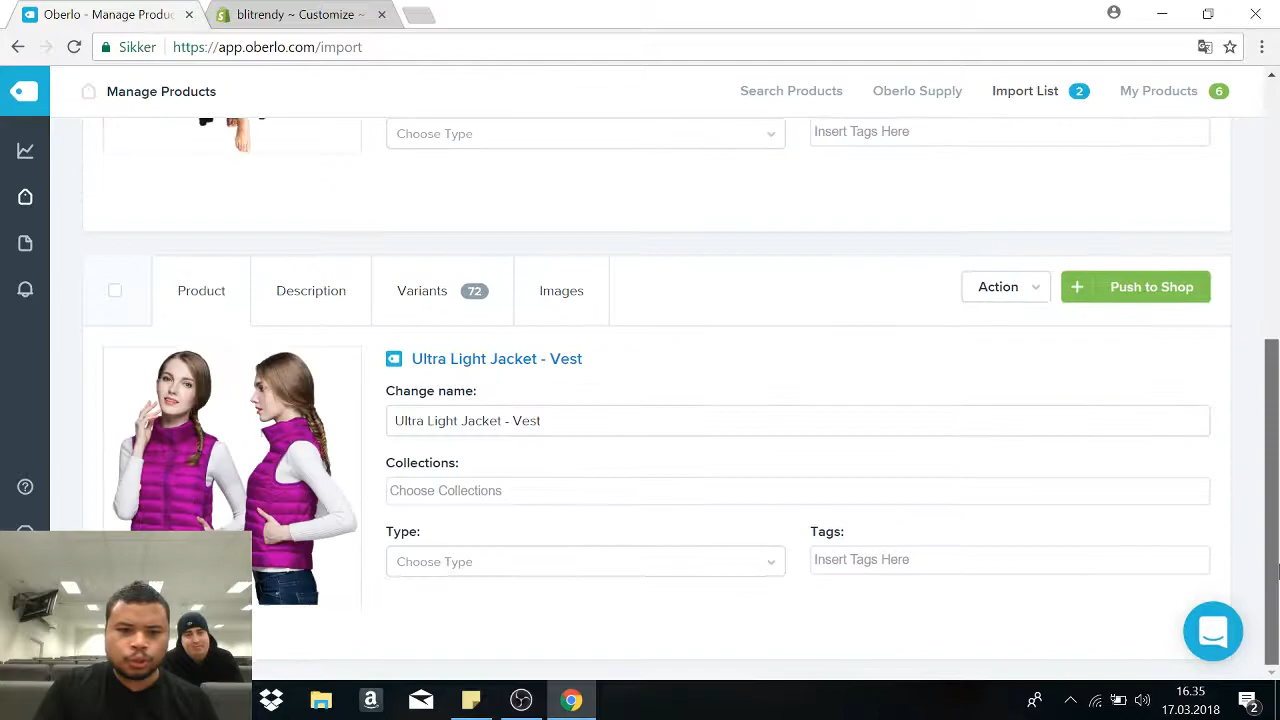 Oberlo - Manage Produc
blitrendy ~ Customize ~
Sikker https://app.oberlo.com/import
Manage Products
Search Products
Oberlo Supply
Import List 2
My Products 6
Choose Type
Insert Tags Here
Product
Description
Variants 72
Images
Action
+ Push to Shop
Ultra Light Jacket - Vest
Change name:
Ultra Light Jacket - Vest
Collections:
Choose Collections
Type:
Tags:
Choose Type
Insert Tags Here
16.35
17.03.2018
2